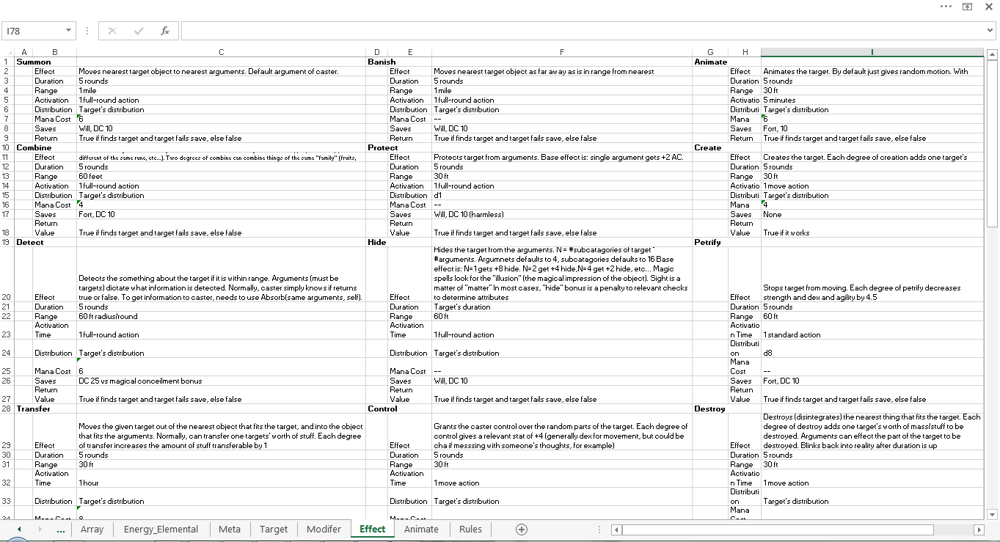 I78
fx
A B C D E F G H I
1 Summon Banish Animate
2 Effect Moves nearest target object to nearest arguments. Default argument of caster. Effect Moves nearest target object as far away as is in range from nearest Effect Animates the target. By default just gives random motion. With
3 Duration 5 rounds Duration 5 rounds Duration 5 rounds
4 Range 1 mile Range 1 mile Range 30 ft
5 Activation 1 full-round action Activation 1 full-round action Activatio 5 minutes
6 Distribution Target's distribution Distribution Target's distribution Distributi Target's distribution
7 Mana Cost 6 Mana Cost -- Mana 6
8 Saves Will, DC 10 Saves Will, DC 10 Saves Fort, 10
9 Return True if finds target and target fails save, else false Return True if finds target and target fails save, else false Return True if finds target and target fails save, else false
10 Combine Protect Create
11 Effect different of the same rune, etc...). Two degrees of combine can combine things of the same "family" (fruits, Effect Protects target from arguments. Base effect is: single argument gets +2 AC. Effect Creates the target. Each degree of creation adds one target's
12 Duration 5 rounds Duration 5 rounds Duration 5 rounds
13 Range 60 feet Range 30 ft Range 30 ft
14 Activation 1 full-round action Activation 1 full-round action Activatio 1 move action
15 Distribution Target's distribution Distribution d1 Distributi Target's distribution
16 Mana Cost 4 Mana Cost -- Mana 4
17 Saves Fort, DC 10 Saves Will, DC 10 (harmless) Saves None
Return Return Return
18 Value True if finds target and target fails save, else false Value True if finds target and target fails save, else false Value True if it works
19 Detect Hide Petrify
Hides the target from the arguments. N = #subcatagories of target *
#arguments. Argumnets defaults to 4, subcatagories defaults to 16 Base
Detects the something about the target if it is within range. Arguments (must be effect is: N=1 gets +8 hide. N=2 get +4 hide,N=4 get +2 hide, etc... Magic
targets) dictate what information is detected. Normally, caster simply knows if returns spells look for the "illusion" (the magical impression of the object). Sight is a
true or false. To get information to caster, needs to use Absorb(same arguments, self). matter of "matter" In most cases, "hide" bonus is a penalty to relevant checks Stops target from moving. Each degree of petrify decreases
20 Effect Effect to determine attributes Effect strength and dex and agility by 4.5
21 Duration 5 rounds Duration Target's duration Duration 5 rounds
22 Range 60 ft radius/round Range 60 ft Range 60 ft
Activation Activation Activatio
23 Time 1 full-round action Time 1 full-round action n Time 1 standard action
Distributi
24 Distribution Target's distribution Distribution Target's distribution on d8
Mana
25 Mana Cost 6 Mana Cost -- Cost --
26 Saves DC 25 vs magical conceilment bonus Saves Will, DC 10 Saves Fort, DC 10
Return Return Return
27 Value True if finds target and target fails save, else false Value True if finds target and target fails save, else false Value True if finds target and target fails save, else false
28 Transfer Control Destroy
Destroys (disintegrates) the nearest thing that fits the target. Each
Moves the given target out of the nearest object that fits the target, and into the object Grants the caster control over the random parts of the target. Each degree of degree of destroy adds one target's worth of mass/stuff to be
that fits the arguments. Normally, can transfer one targets' worth of stuff. Each degree control gives a relevant stat of +4 (generally dex for movement, but could be destroyed. Arguments can effect the part of the target to be
29 Effect of transfer increases the amount of stuff transferable by 1 Effect cha if messsing with someone's thoughts, for example) Effect destroyed. Blinks back into reality after duration is up
30 Duration 5 rounds Duration 5 rounds Duration 5 rounds
31 Range 30 ft Range 30 ft Range 30 ft
Activation Activation Activatio
32 Time 1 hour Time 1 move action n Time 1 move action
Distributi
33 Distribution Target's distribution Distribution Target's distribution on Target's distribution
Mana
... Array Energy_Elemental Meta Target Modifer Effect Animate Rules